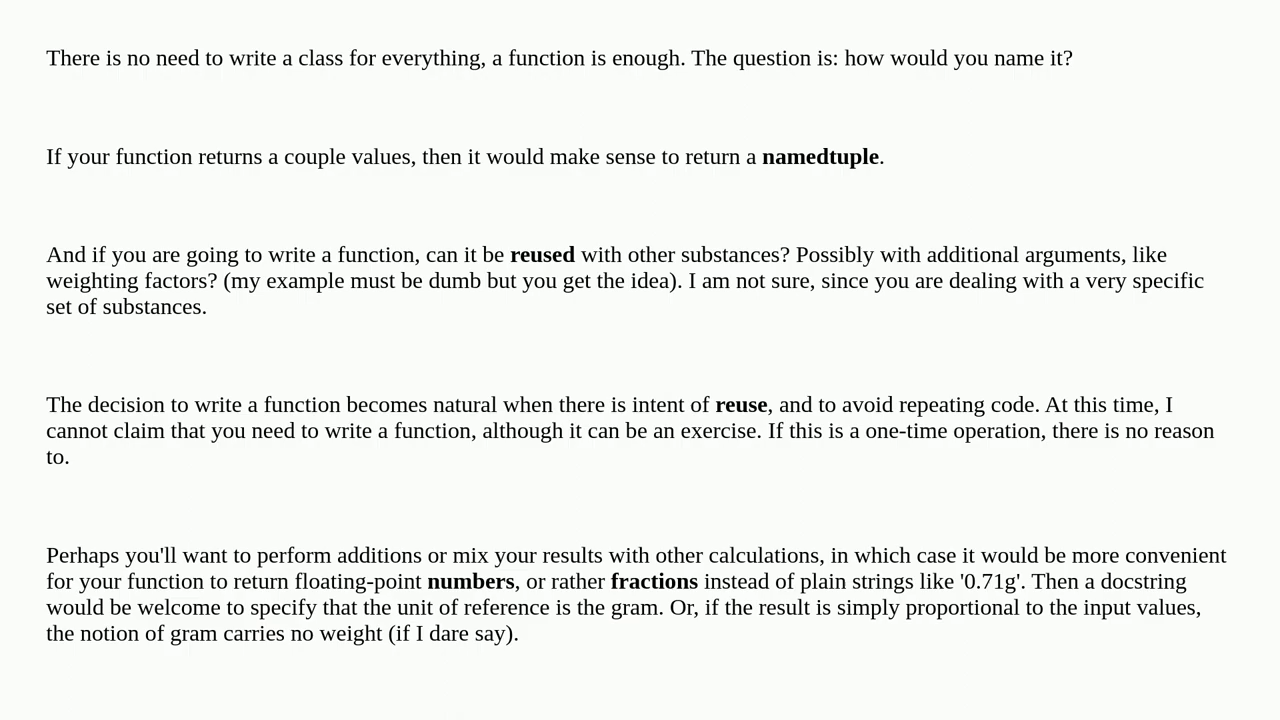 There is no need to write a class for everything, a function is enough. The question is: how would you name it?
If your function returns a couple values, then it would make sense to return a namedtuple.
And if you are going to write a function, can it be reused with other substances? Possibly with additional arguments, like
weighting factors? (my example must be dumb but you get the idea). I am not sure, since you are dealing with a very specific
set of substances.
The decision to write a function becomes natural when there is intent of reuse, and to avoid repeating code. At this time, I
cannot claim that you need to write a function, although it can be an exercise. If this is a one-time operation, there is no reason
to.
Perhaps you'll want to perform additions or mix your results with other calculations, in which case it would be more convenient
for your function to return floating-point numbers, or rather fractions instead of plain strings like '0.71g'. Then a docstring
would be welcome to specify that the unit of reference is the gram. Or, if the result is simply proportional to the input values,
the notion of gram carries no weight (if I dare say).